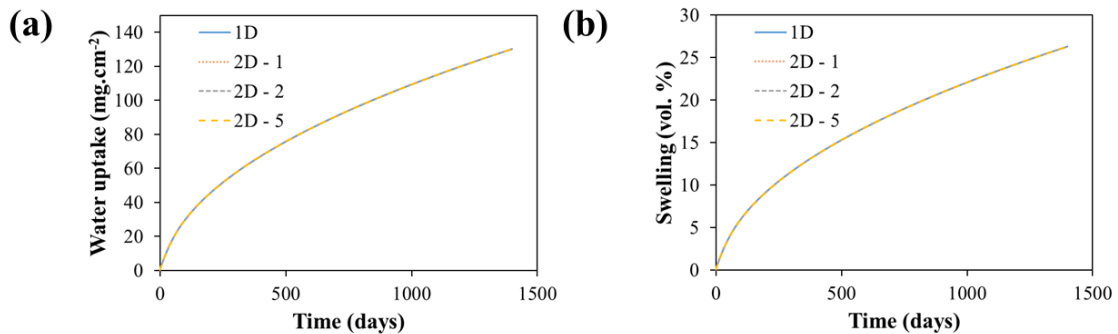 (a)
Water uptake (mg.cm⁻²)
140
120
100
80
60
40
20
0
1D
2D - 1
2D - 2
2D - 5
0 500 1000 1500
Time (days)
(b)
Swelling (vol. %)
30
25
20
15
10
5
0
1D
2D - 1
2D - 2
2D - 5
0 500 1000 1500
Time (days)